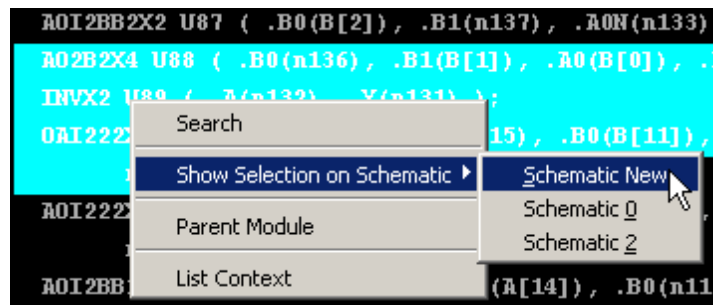 AOI2BB2X2 U87 ( .B0(B[2]), .B1(n137), .A0N(n133)
AO2B2X4 U88 ( .B0(n136), .B1(B[1]), .A0(B[0]), .
INVX2 U89 ( .A(n132), .Y(n131) );
OAI222 15), .B0(B[11]),
Search
Show Selection on Schematic
Schematic New
AOI222
Schematic 0
Parent Module
Schematic 2
List Context
AOI2BB (A[14]), .B0(n11